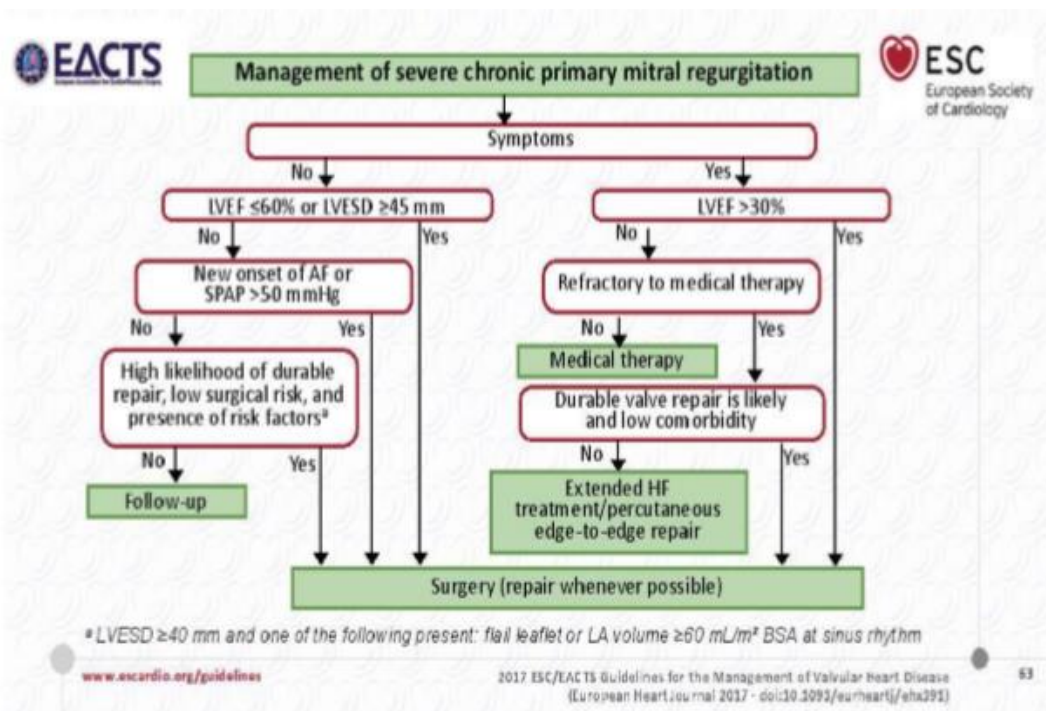 EACTS
ESC
European Society
of Cardiology
Management of severe chronic primary mitral regurgitation
Symptoms
No
Yes
LVEF ≤60% or LVESD ≥45 mm
LVEF >30%
No
Yes
No
Yes
New onset of AF or
SPAP >50 mmHg
Refractory to medical therapy
No
Yes
No
Yes
Medical therapy
High likelihood of durable
repair, low surgical risk, and
presence of risk factorsª
Durable valve repair is likely
and low comorbidity
No
Yes
No
Yes
Follow-up
Extended HF
treatment/percutaneous
edge-to-edge repair
Surgery (repair whenever possible)
ª LVESD ≥40 mm and one of the following present: flail leaflet or LA volume ≥60 mL/m² BSA at sinus rhythm
www.escardio.org/guidelines
2017 ESC/EACTS Guidelines for the Management of Valvular Heart Disease
(European Heart Journal 2017 - doi:10.1093/eurheartj/ehx391)
63